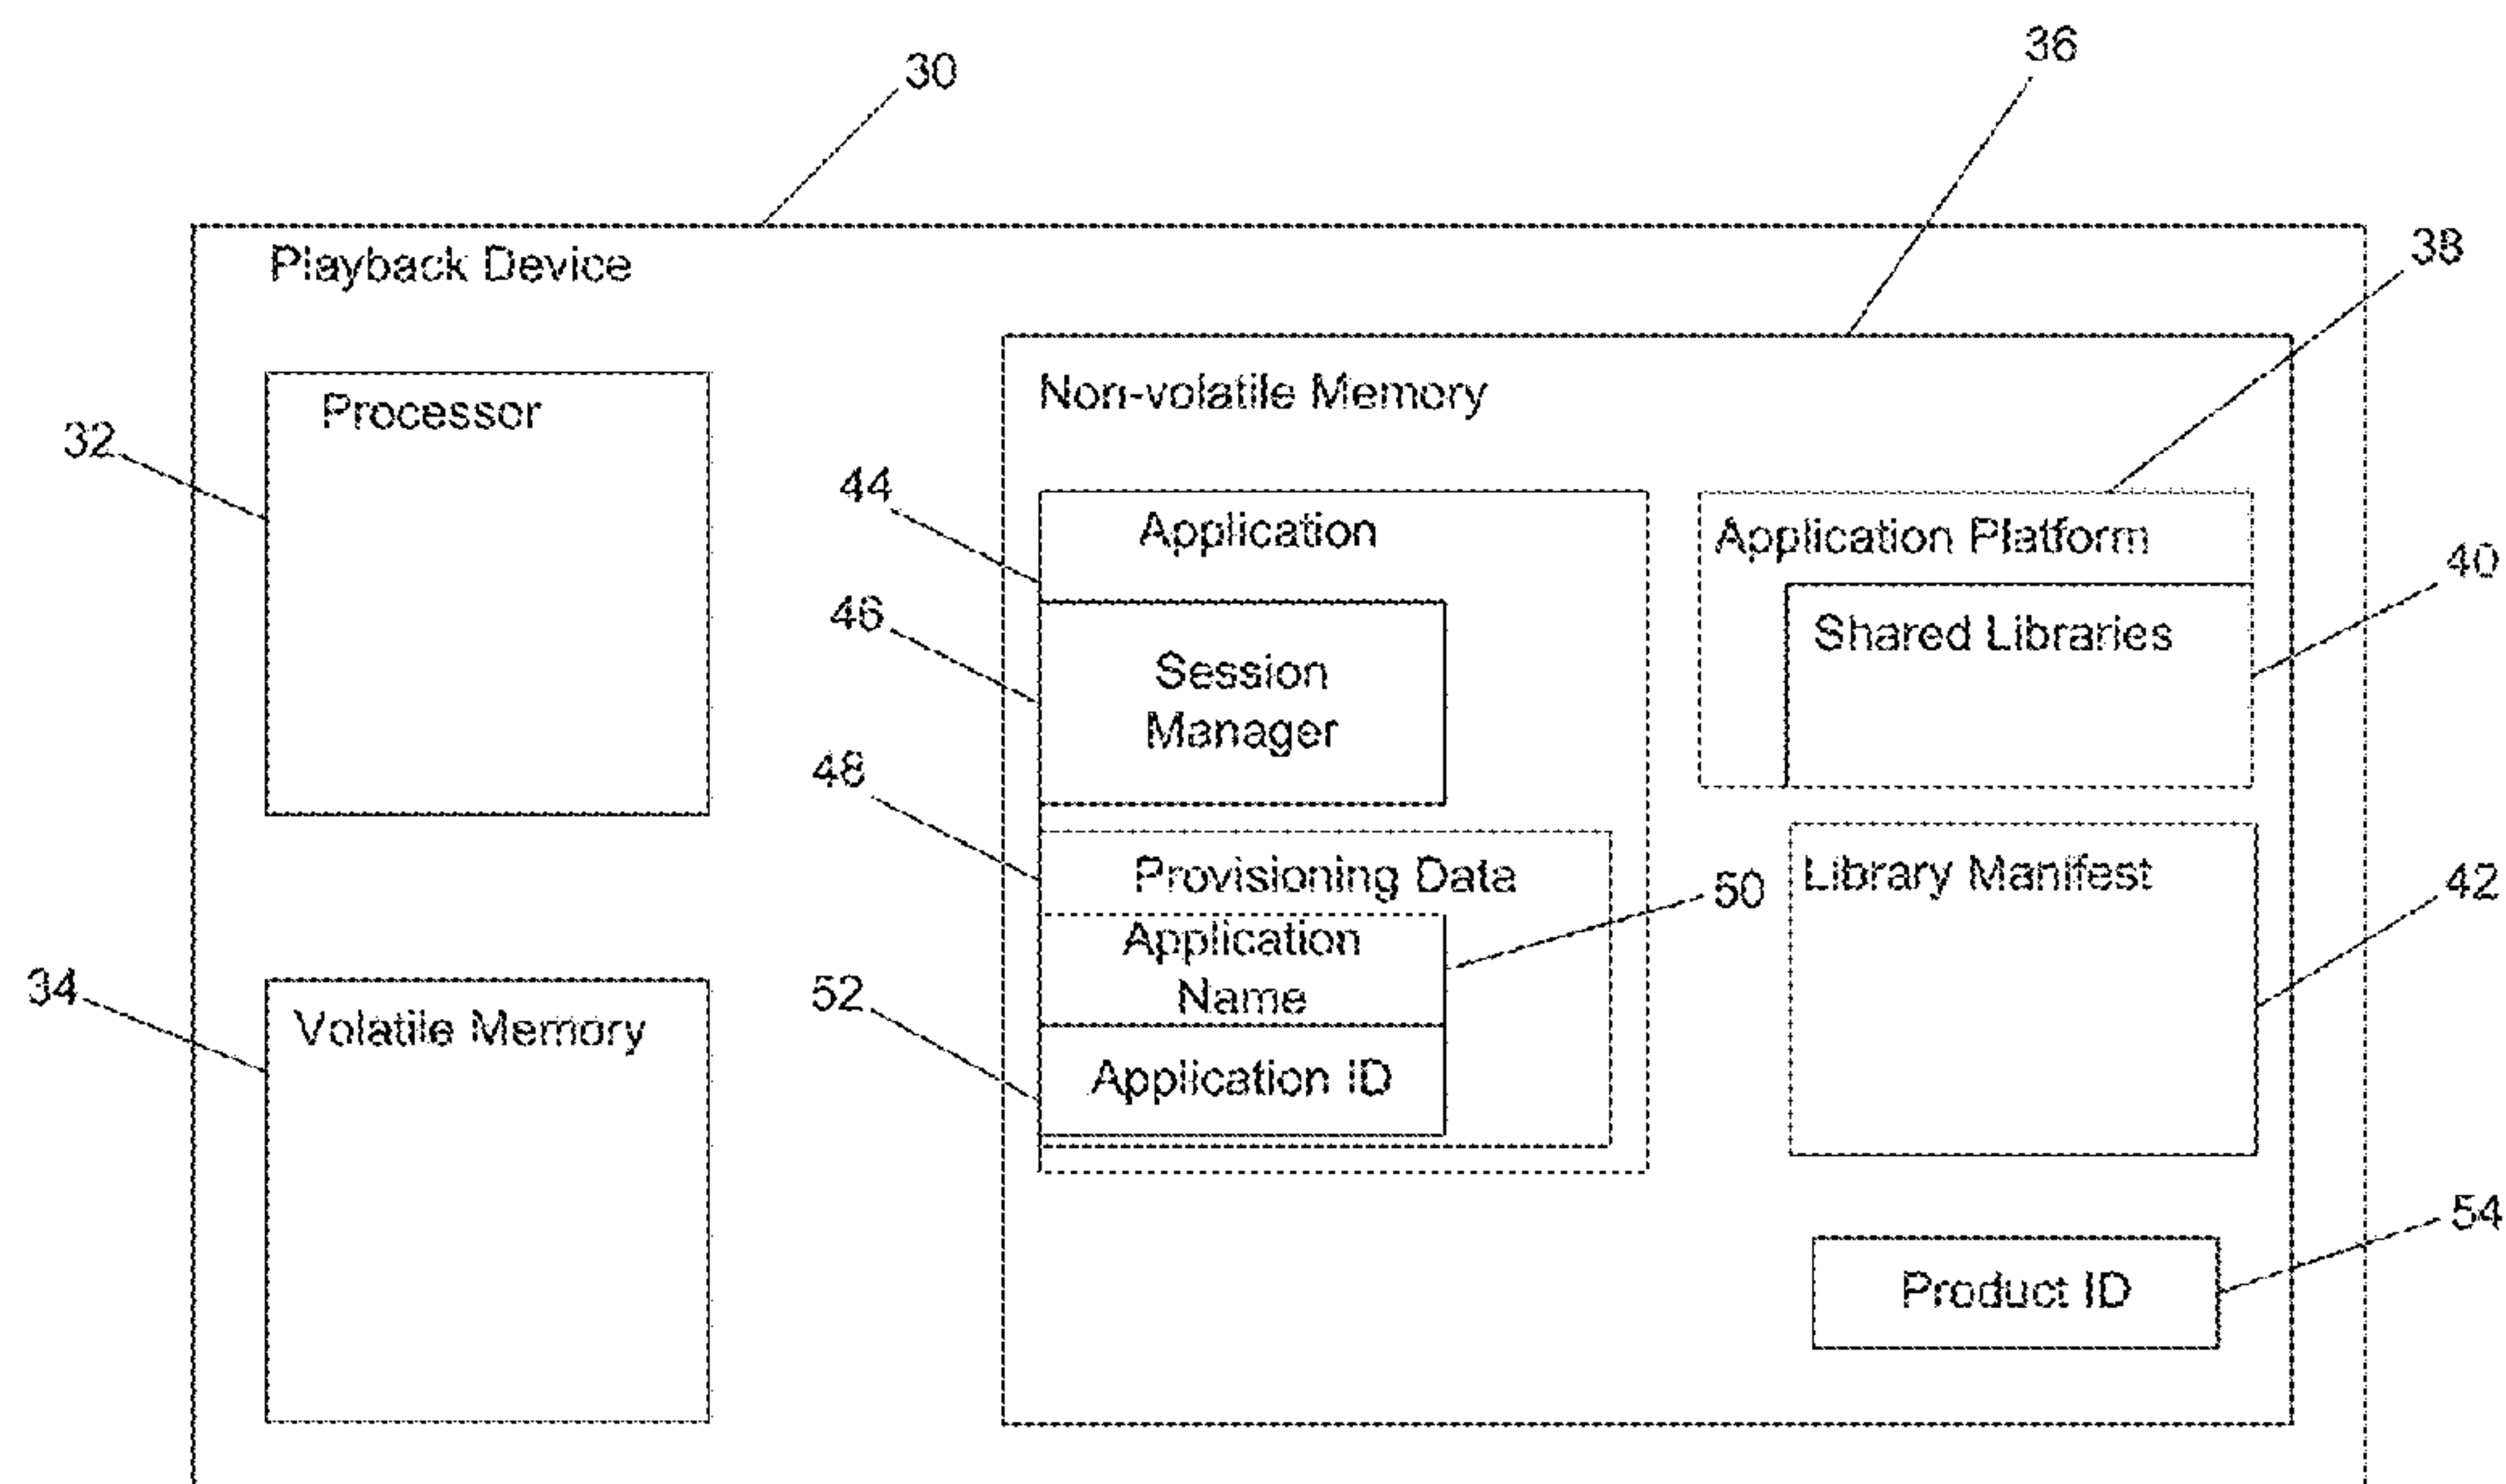 36
30
38
Playback Device
Non-volatile Memory
Processor
32
44
Application
Application Platform
40
46
Shared Libraries
Session
Manager
48
Provisioning Data
Library Manifest
50
42
Application
Name
52
34
Volatile Memory
Application ID
54
Product ID